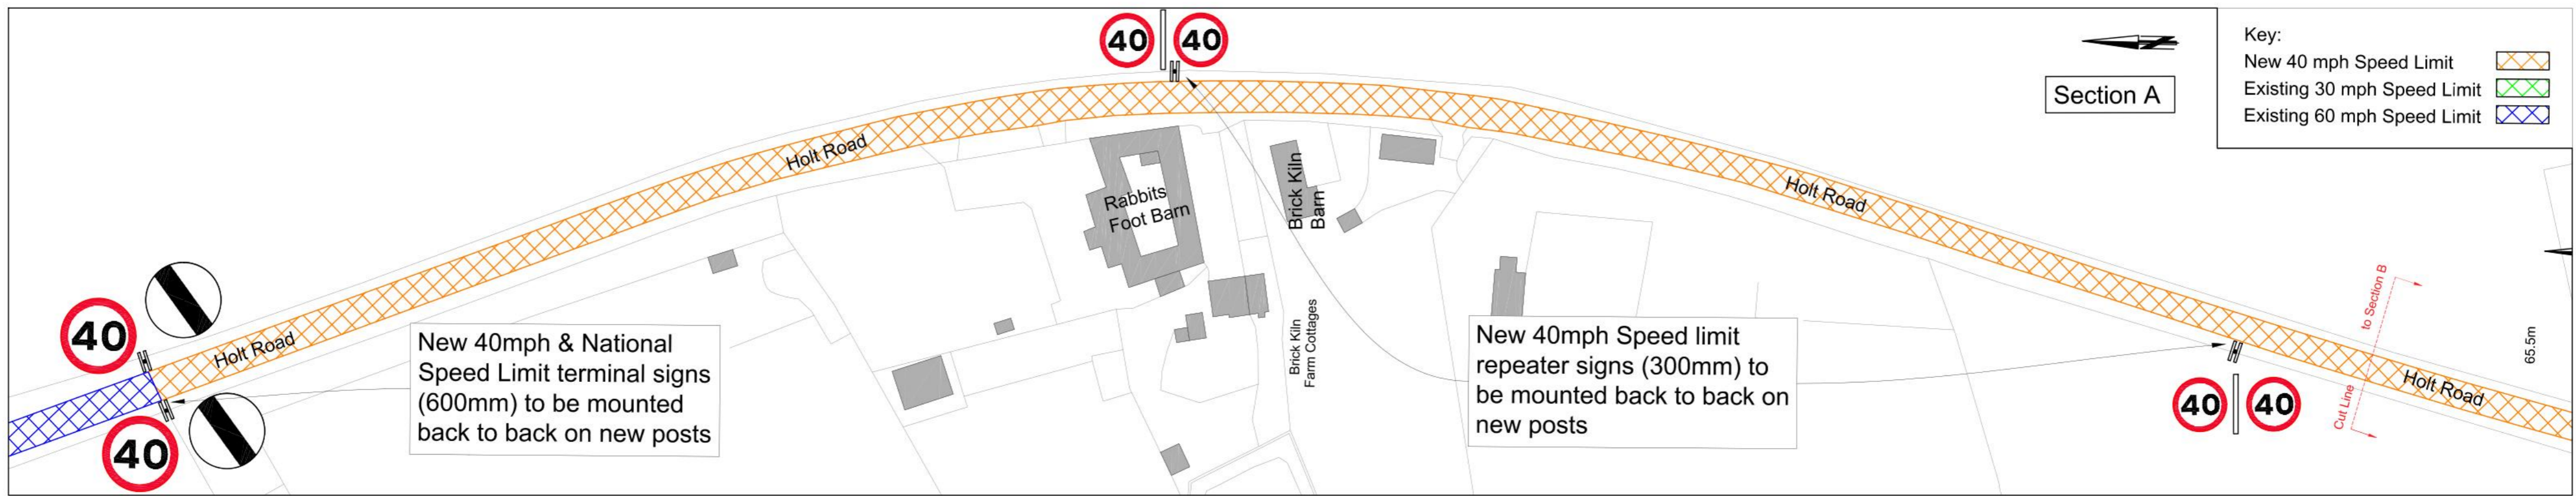 40
40
Section A
Key:
New 40 mph Speed Limit
Existing 30 mph Speed Limit
Existing 60 mph Speed Limit
Holt Road
Rabbits
Foot Barn
Brick Kiln
Barn
Holt Road
40
Holt Road
40
New 40mph & National
Speed Limit terminal signs
(600mm) to be mounted
back to back on new posts
Brick Kiln
Farm Cottages
New 40mph Speed limit
repeater signs (300mm) to
be mounted back to back on
new posts
40
40
to Section B
Cut Line
Holt Road
65.5m